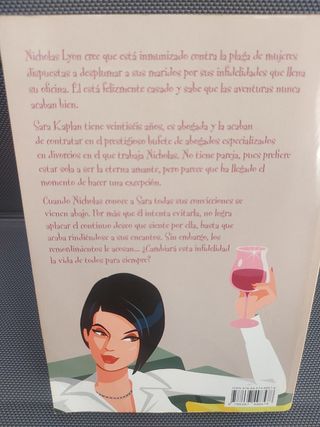 Nicholas Lyon cree que está inmunizado contra la plaga de mujeres
dispuestas a desplumar a sus maridos por sus infidelidades que llena
su oficina. Él está felizmente casado y sabe que las aventuras nunca
acaban bien.
Sara Kaplan tiene veintiséis años, es abogada y la acaban
de contratar en el prestigioso bufete de abogados especializados
en divorcios en el que trabaja Nicholas. No tiene pareja, pues prefiere
estar sola a ser la eterna amante, pero parece que ha llegado el
momento de hacer una excepción.
Cuando Nicholas conoce a Sara todas sus convicciones se
vienen abajo. Por más que él intenta evitarla, no logra
aplacar el continuo deseo que siente por ella, hasta que
acaba rindiéndose a sus encantos. Sin embargo, los
remordimientos le acosan... ¿Cambiará esta infidelidad
la vida de todos para siempre?